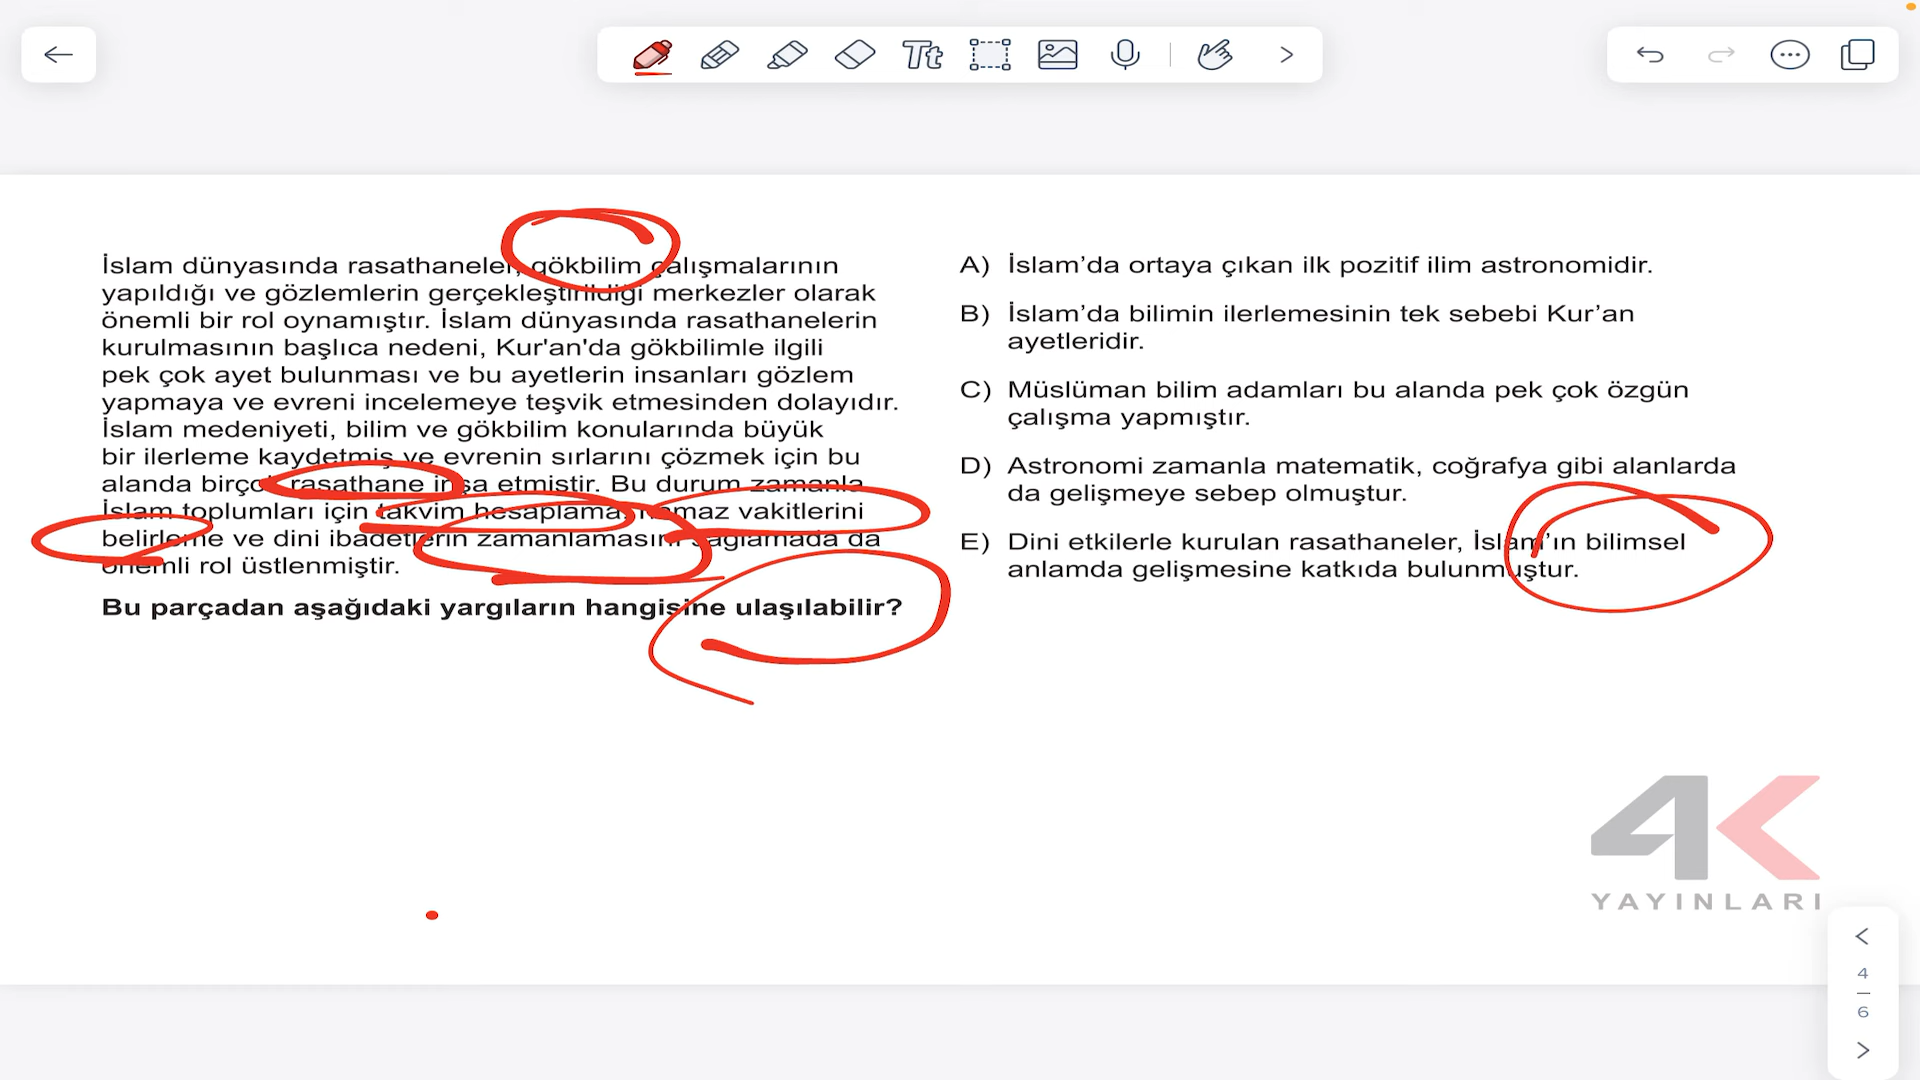 Tt
İslam dünyasında rasathaneler, gökbilim çalışmalarının
yapıldığı ve gözlemlerin gerçekleştirildiği merkezler olarak
önemli bir rol oynamıştır. İslam dünyasında rasathanelerin
kurulmasının başlıca nedeni, Kur'an'da gökbilimle ilgili
pek çok ayet bulunması ve bu ayetlerin insanları gözlem
yapmaya ve evreni incelemeye teşvik etmesinden dolayıdır.
İslam medeniyeti, bilim ve gökbilim konularında büyük
bir ilerleme kaydetmiş ve evrenin sırlarını çözmek için bu
alanda birçok rasathane inşa etmiştir. Bu durum zamanla
İslam toplumları için takvim hesaplama, namaz vakitlerini
belirleme ve dini ibadetlerin zamanlamasını sağlamada da
önemli rol üstlenmiştir.
Bu parçadan aşağıdaki yargıların hangisine ulaşılabilir?
A) İslam’da ortaya çıkan ilk pozitif ilim astronomidir.
B) İslam’da bilimin ilerlemesinin tek sebebi Kur’an
ayetleridir.
C) Müslüman bilim adamları bu alanda pek çok özgün
çalışma yapmıştır.
D) Astronomi zamanla matematik, coğrafya gibi alanlarda
da gelişmeye sebep olmuştur.
E) Dini etkilerle kurulan rasathaneler, İslam’ın bilimsel
anlamda gelişmesine katkıda bulunmuştur.
4K
YAYINLARI
4
6